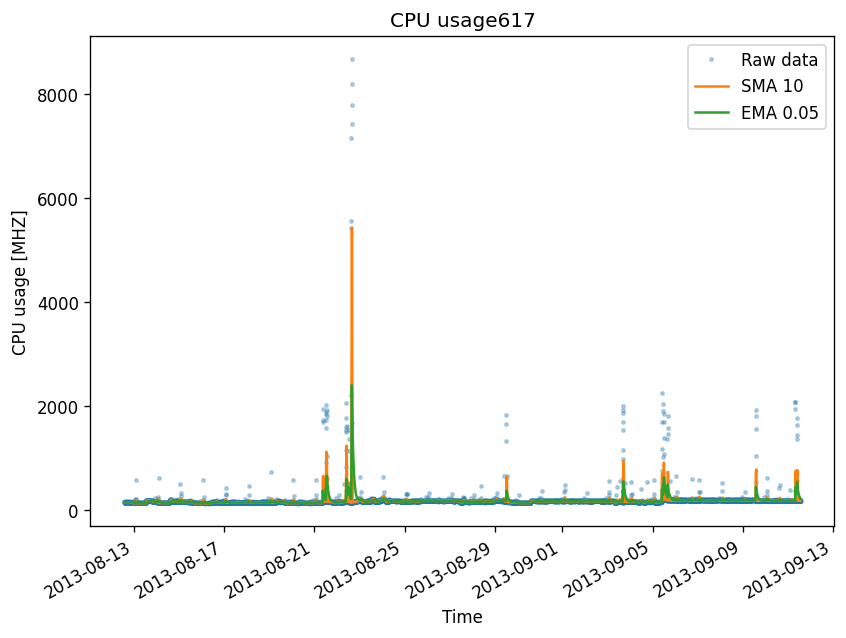 CPU usage617
Raw data
SMA 10
EMA 0.05
8000
6000
4000
2000
0
CPU usage [MHZ]
2013-08-13
2013-08-17
2013-08-21
2013-08-25
2013-08-29
2013-09-01
2013-09-05
2013-09-09
2013-09-13
Time